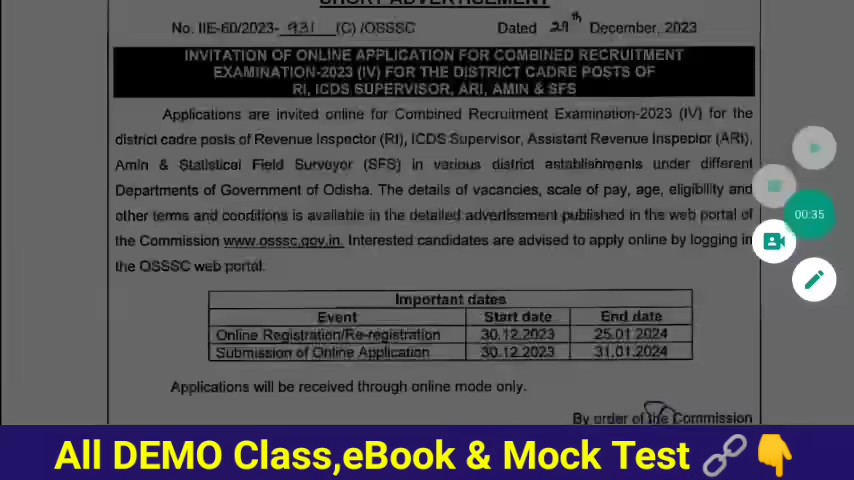 SHORT ADVERTISEMENT
No. IIE-60/2023- 931 (C) /OSSSC Dated 29th December, 2023
INVITATION OF ONLINE APPLICATION FOR COMBINED RECRUITMENT
EXAMINATION-2023 (IV) FOR THE DISTRICT CADRE POSTS OF
RI, ICDS SUPERVISOR, ARI, AMIN & SFS
Applications are invited online for Combined Recruitment Examination-2023 (IV) for the
district cadre posts of Revenue Inspector (RI), ICDS Supervisor, Assistant Revenue Inspector (ARI),
Amin & Statistical Field Surveyor (SFS) in various district establishments under different
Departments of Government of Odisha. The details of vacancies, scale of pay, age, eligibility and
other terms and conditions is available in the detailed advertisement published in the web portal of
the Commission www.osssc.gov.in. Interested candidates are advised to apply online by logging in
the OSSSC web portal.
Important dates
Event Start date End date
Online Registration/Re-registration 30.12.2023 25.01.2024
Submission of Online Application 30.12.2023 31.01.2024
Applications will be received through online mode only.
By order of the Commission
00:35
All DEMO Class,eBook & Mock Test 🔗👇